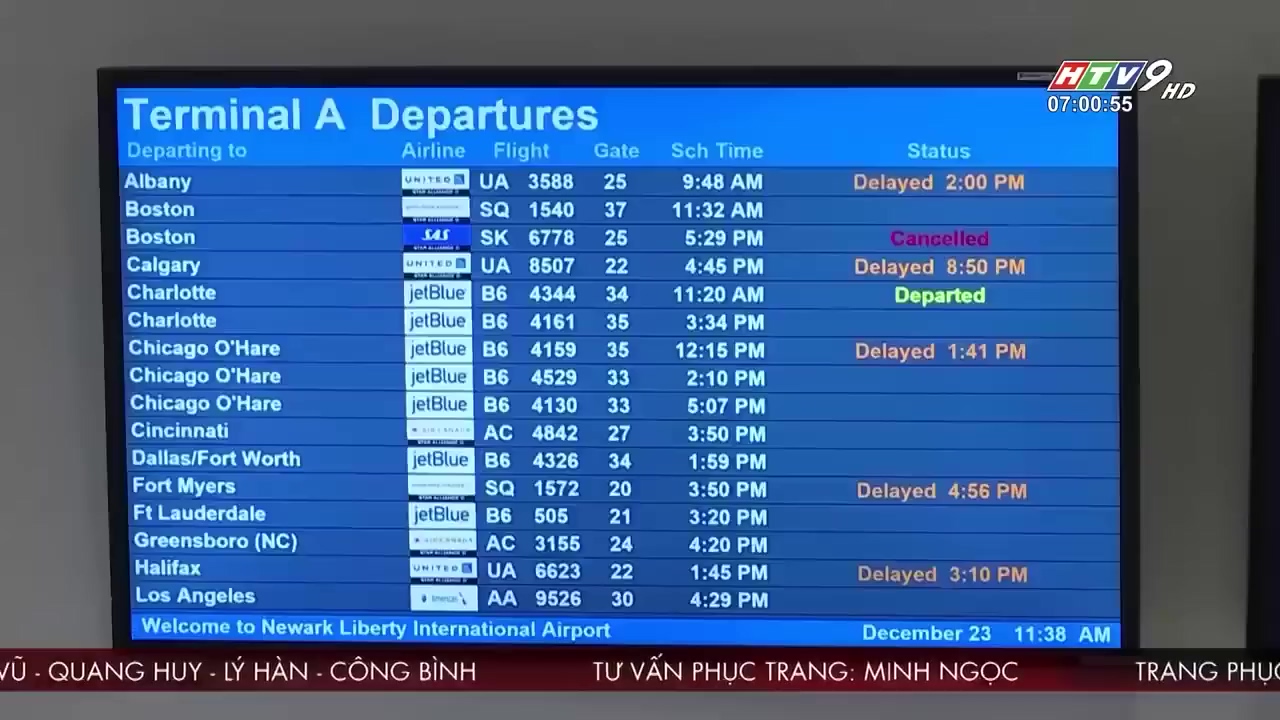 HTV9 HD
07:00:55
Terminal A Departures
Departing to Airline Flight Gate Sch Time Status
Albany UNITED UA 3588 25 9:48 AM Delayed 2:00 PM
Boston SQ 1540 37 11:32 AM
Boston SAS SK 6778 25 5:29 PM Cancelled
Calgary UNITED UA 8507 22 4:45 PM Delayed 8:50 PM
Charlotte jetBlue B6 4344 34 11:20 AM Departed
Charlotte jetBlue B6 4161 35 3:34 PM
Chicago O'Hare jetBlue B6 4159 35 12:15 PM Delayed 1:41 PM
Chicago O'Hare jetBlue B6 4529 33 2:10 PM
Chicago O'Hare jetBlue B6 4130 33 5:07 PM
Cincinnati AC 4842 27 3:50 PM
Dallas/Fort Worth jetBlue B6 4326 34 1:59 PM
Fort Myers SQ 1572 20 3:50 PM Delayed 4:56 PM
Ft Lauderdale jetBlue B6 505 21 3:20 PM
Greensboro (NC) AC 3155 24 4:20 PM
Halifax UNITED UA 6623 22 1:45 PM Delayed 3:10 PM
Los Angeles AA 9526 30 4:29 PM
Welcome to Newark Liberty International Airport December 23 11:38 AM
VŨ - QUANG HUY - LÝ HÀN - CÔNG BÌNH TƯ VẤN PHỤC TRANG: MINH NGỌC TRANG PHỤC